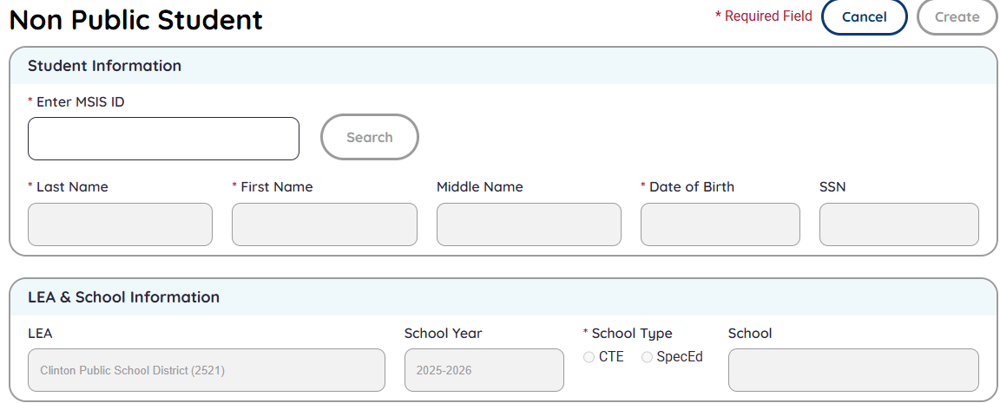 Non Public Student
* Required Field Cancel Create
Student Information
* Enter MSIS ID
Search
* Last Name * First Name Middle Name * Date of Birth SSN
LEA & School Information
LEA School Year * School Type School
CTE SpecEd
Clinton Public School District (2521) 2025-2026